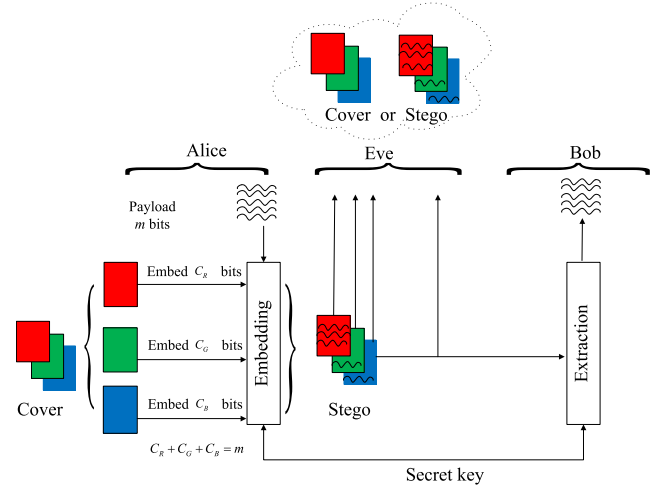 Cover or Stego
Alice
Eve
Bob
Payload
m bits
Embed C_R bits
Embed C_G bits
Embed C_B bits
Embedding
Extraction
Cover
Stego
C_R + C_G + C_B = m
Secret key